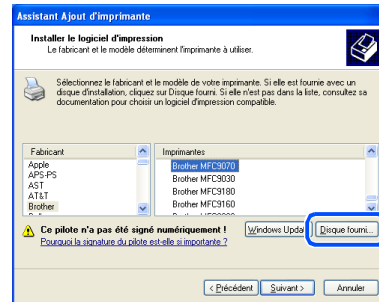 Assistant Ajout d'imprimante
Installer le logiciel d'impression
Le fabricant et le modèle déterminent l'imprimante à utiliser.
Sélectionnez le fabricant et le modèle de votre imprimante. Si elle est fournie avec un
disque d'installation, cliquez sur Disque fourni. Si elle n'est pas dans la liste, consultez sa
documentation pour choisir un logiciel d'impression compatible.
Fabricant
Apple
APS-PS
AST
AT&T
Brother
Imprimantes
Brother MFC9070
Brother MFC9030
Brother MFC9180
Brother MFC9160
Ce pilote n'a pas été signé numériquement !
Pourquoi la signature du pilote est-elle si importante ?
Windows Updat
Disque fourni...
< Précédent
Suivant >
Annuler